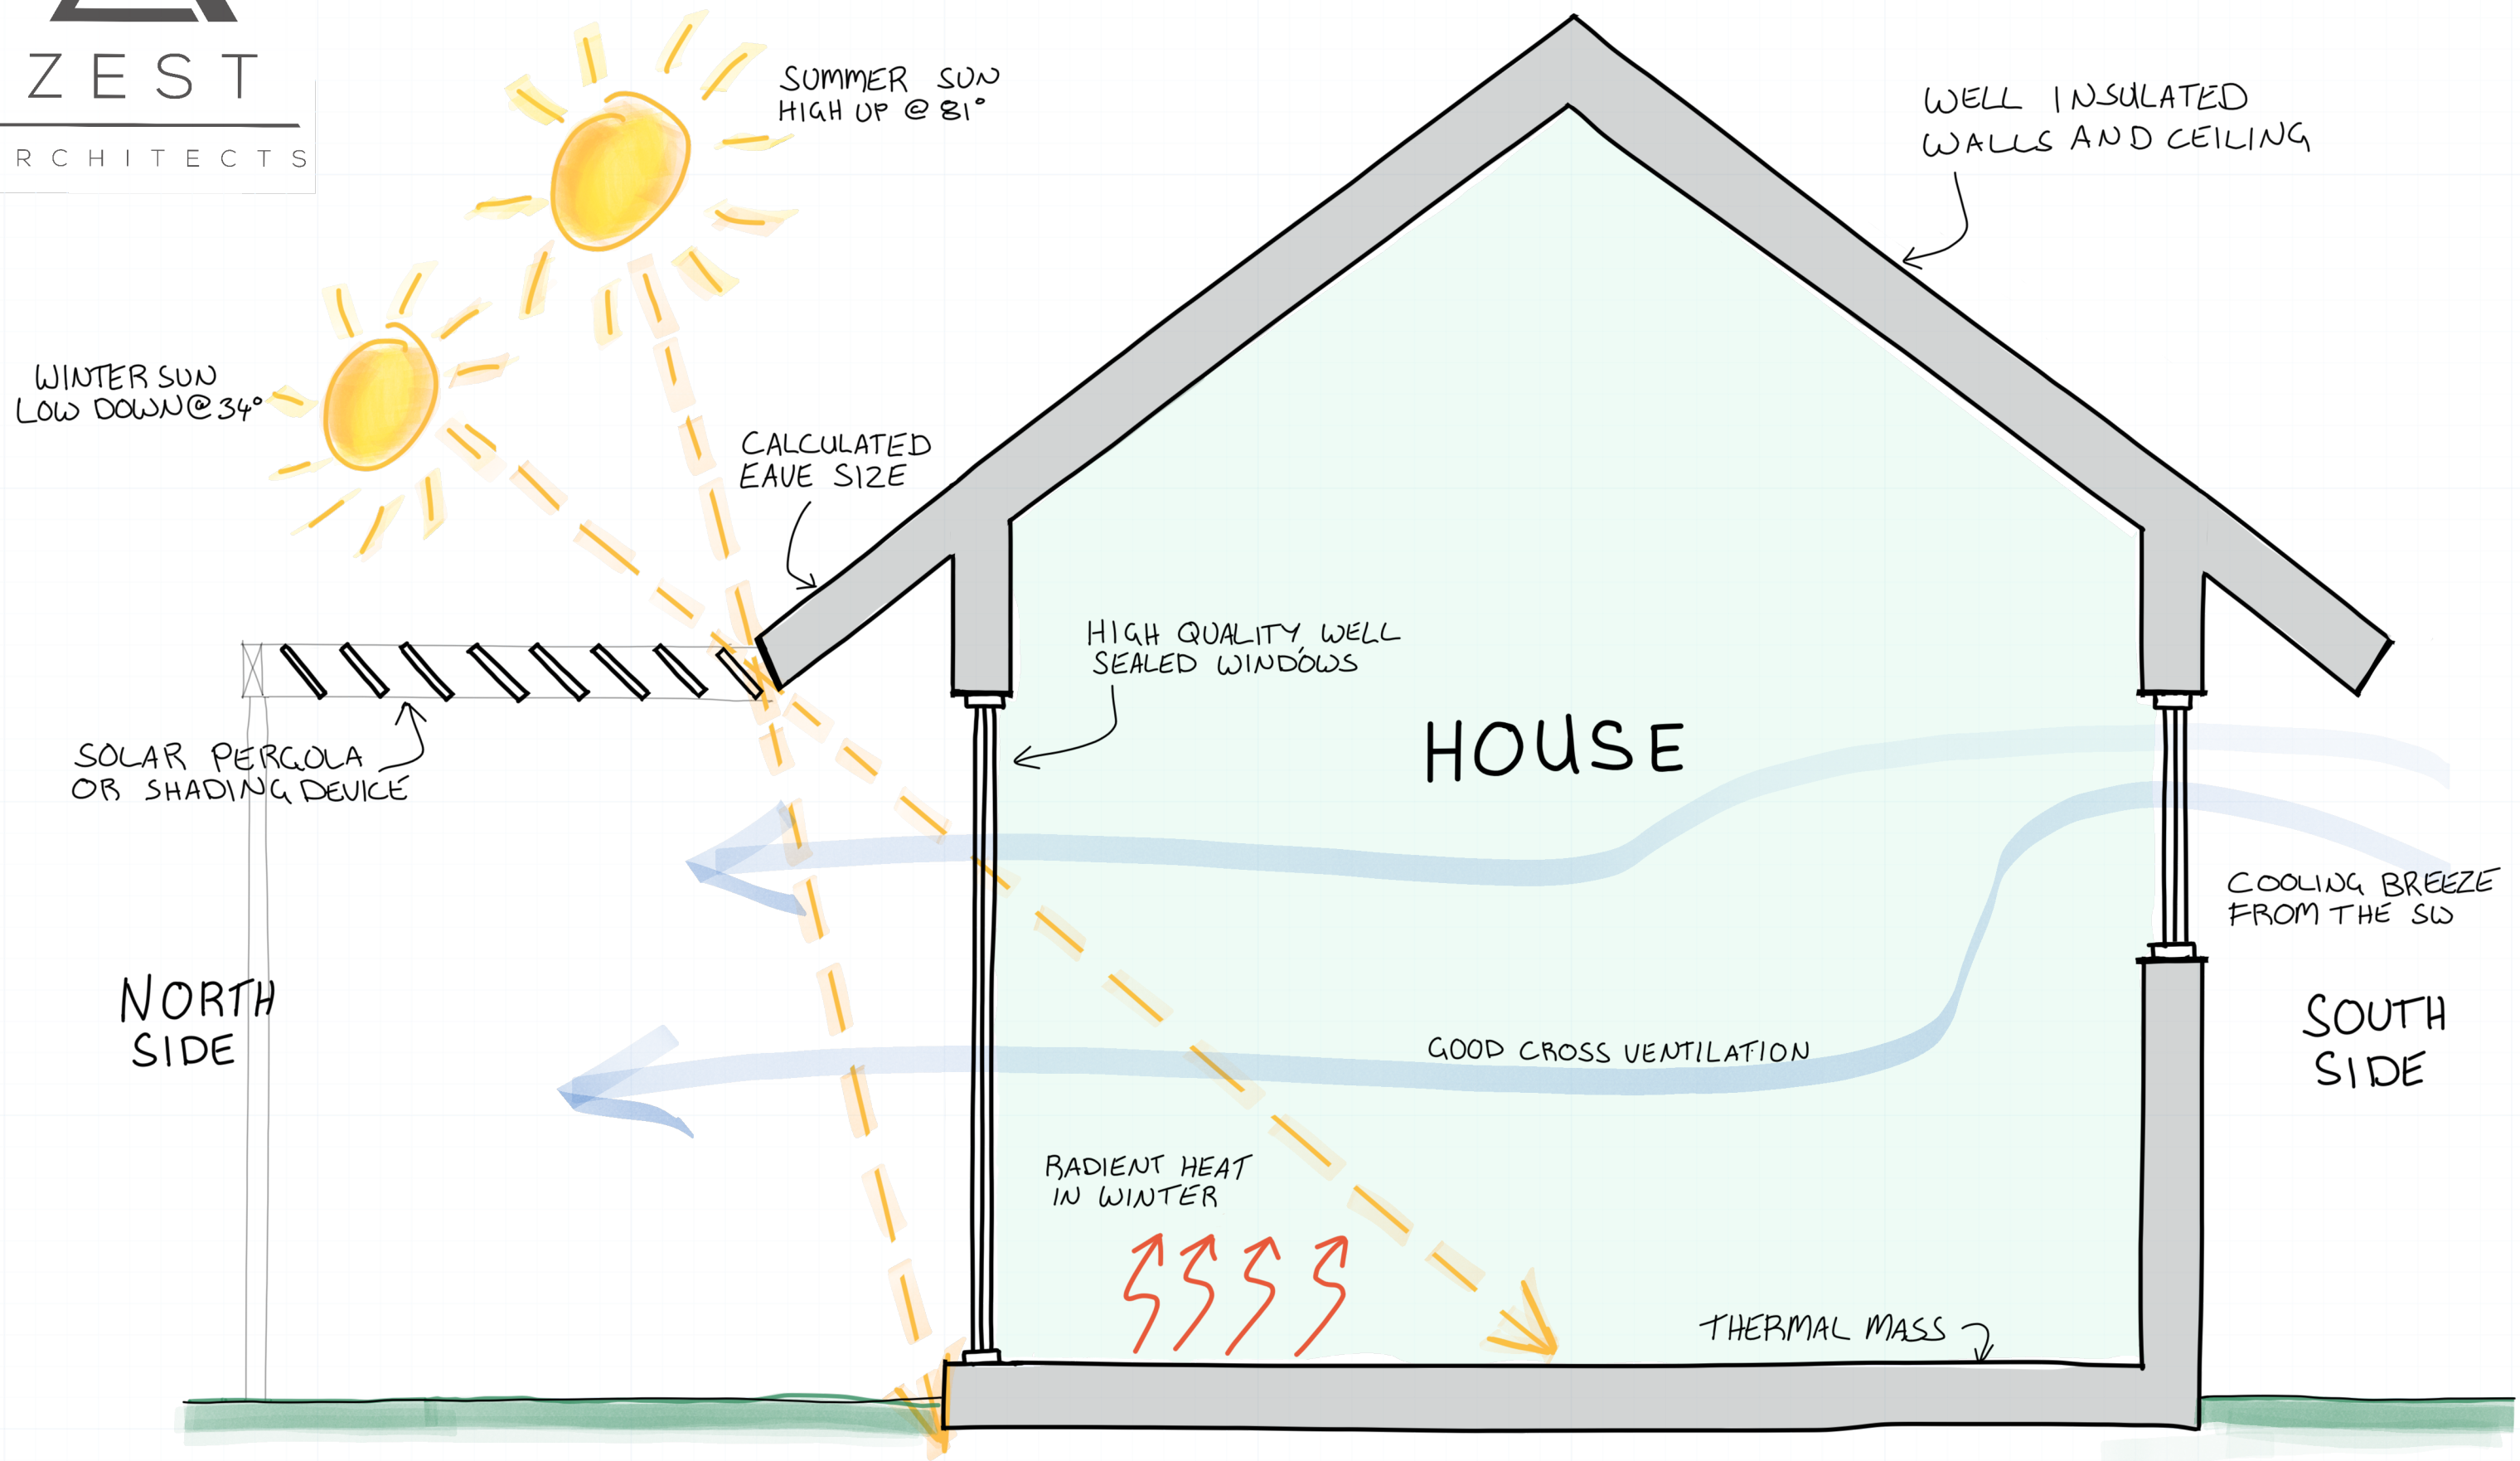 ZEST
RCHITECTS
SUMMER SUN
HIGH UP @ 81°
WELL INSULATED
WALLS AND CEILING
WINTER SUN
LOW DOWN @ 34°
CALCULATED
EAVE SIZE
HIGH QUALITY WELL
SEALED WINDOWS
SOLAR PERGOLA
OR SHADING DEVICE
HOUSE
COOLING BREEZE
FROM THE SW
NORTH
SIDE
SOUTH
SIDE
GOOD CROSS VENTILATION
RADIENT HEAT
IN WINTER
THERMAL MASS